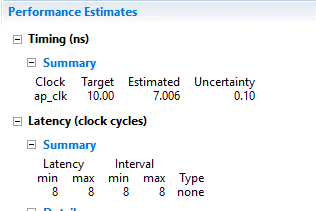 Performance Estimates
Timing (ns)
Summary
Clock Target Estimated Uncertainty
ap_clk 10.00 7.006 0.10
Latency (clock cycles)
Summary
Latency Interval
min max min max Type
8 8 8 8 none